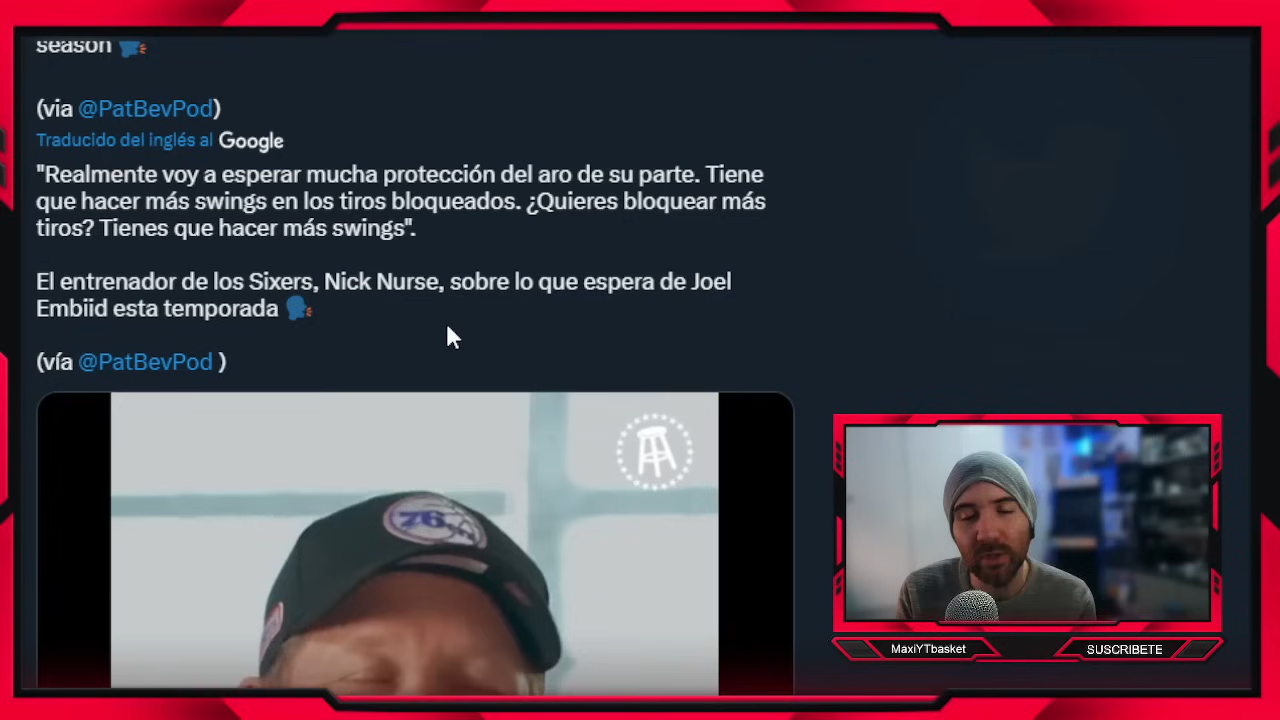 season
(via @PatBevPod)
Traducido del inglés al Google
"Realmente voy a esperar mucha protección del aro de su parte. Tiene
que hacer más swings en los tiros bloqueados. ¿Quieres bloquear más
tiros? Tienes que hacer más swings".
El entrenador de los Sixers, Nick Nurse, sobre lo que espera de Joel
Embiid esta temporada
(vía @PatBevPod )
76
MaxiYTbasket
SUSCRIBETE